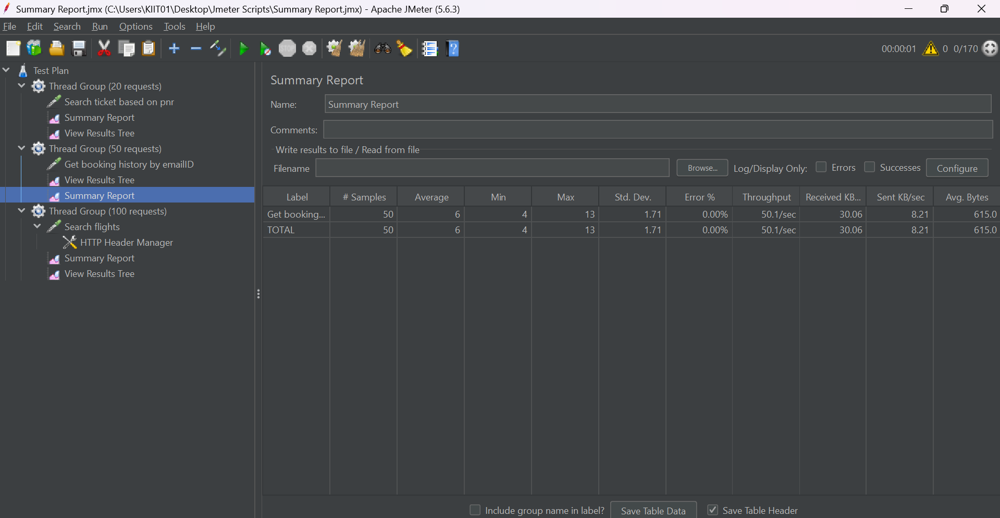 Summary Report.jmx (C:\Users\KIIT01\Desktop\Jmeter Scripts\Summary Report.jmx) - Apache JMeter (5.6.3)
File Edit Search Run Options Tools Help
STOP ? 00:00:01 0 0/170
Test Plan
Thread Group (20 requests)
Search ticket based on pnr
Summary Report
View Results Tree
Thread Group (50 requests)
Get booking history by emailID
View Results Tree
Summary Report
Thread Group (100 requests)
Search flights
HTTP Header Manager
Summary Report
View Results Tree
Summary Report
Name: Summary Report
Comments:
Write results to file / Read from file
Filename Browse... Log/Display Only: Errors Successes Configure
Label # Samples Average Min Max Std. Dev. Error % Throughput Received KB... Sent KB/sec Avg. Bytes
Get booking... 50 6 4 13 1.71 0.00% 50.1/sec 30.06 8.21 615.0
TOTAL 50 6 4 13 1.71 0.00% 50.1/sec 30.06 8.21 615.0
Include group name in label? Save Table Data Save Table Header